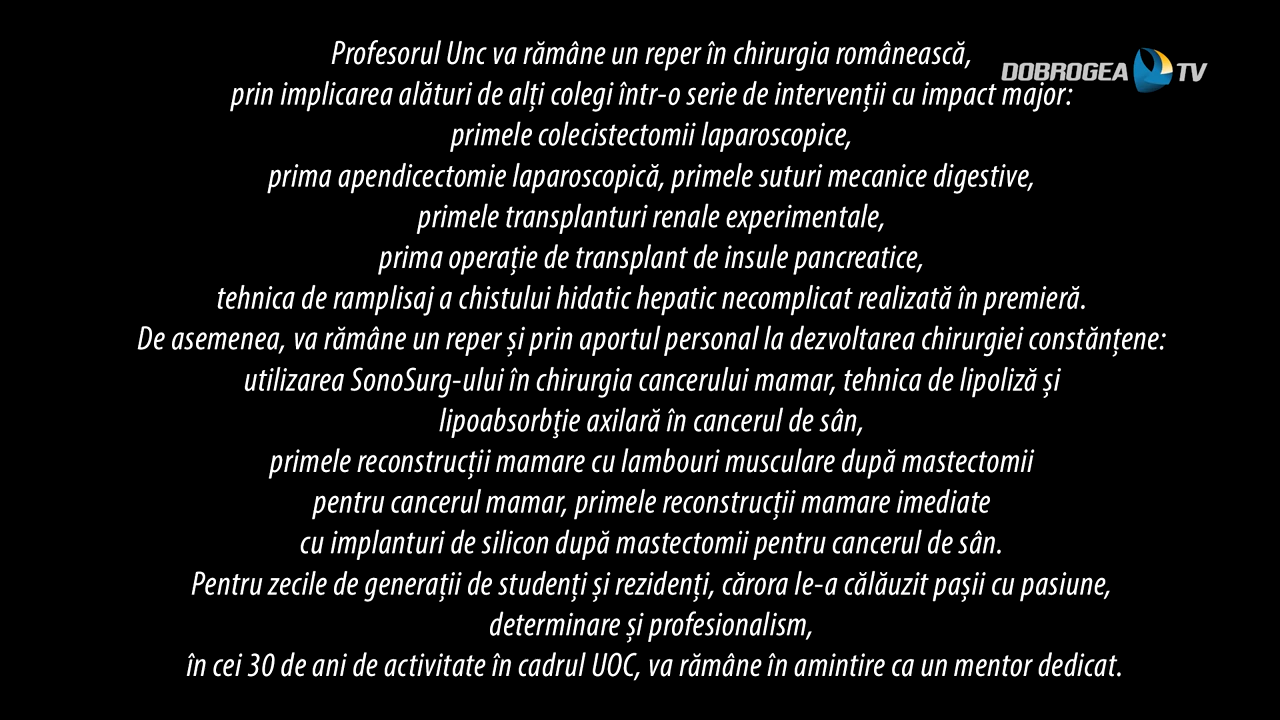 Profesorul Unc va rămâne un reper în chirurgia românească,
DOBROGEA TV
prin implicarea alături de alți colegi într-o serie de intervenții cu impact major:
primele colecistectomii laparoscopice,
prima apendicectomie laparoscopică, primele suturi mecanice digestive,
primele transplanturi renale experimentale,
prima operație de transplant de insule pancreatice,
tehnica de ramplisaj a chistului hidatic hepatic necomplicat realizată în premieră.
De asemenea, va rămâne un reper și prin aportul personal la dezvoltarea chirurgiei constănțene:
utilizarea SonoSurg-ului în chirurgia cancerului mamar, tehnica de lipoliză și
lipoabsorbţie axilară în cancerul de sân,
primele reconstrucții mamare cu lambouri musculare după mastectomii
pentru cancerul mamar, primele reconstrucții mamare imediate
cu implanturi de silicon după mastectomii pentru cancerul de sân.
Pentru zecile de generații de studenți și rezidenți, cărora le-a călăuzit pașii cu pasiune,
determinare și profesionalism,
în cei 30 de ani de activitate în cadrul UOC, va rămâne în amintire ca un mentor dedicat.